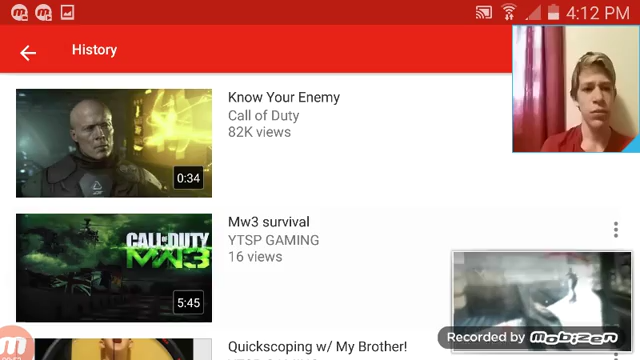 4:12 PM
History
Know Your Enemy
Call of Duty
82K views
0:34
Mw3 survival
YTSP GAMING
16 views
CALL OF DUTY
MW3
5:45
Recorded by mobizen
Quickscoping w/ My Brother!